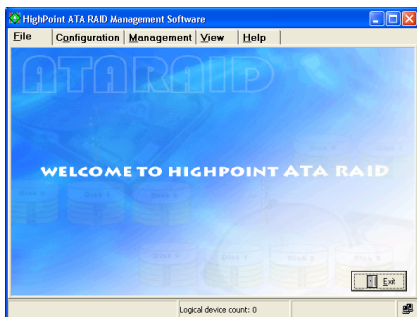 HighPoint ATA RAID Management Software
File Configuration Management View Help
ATARAID
WELCOME TO HIGHPOINT ATA RAID
Exit
Logical device count: 0